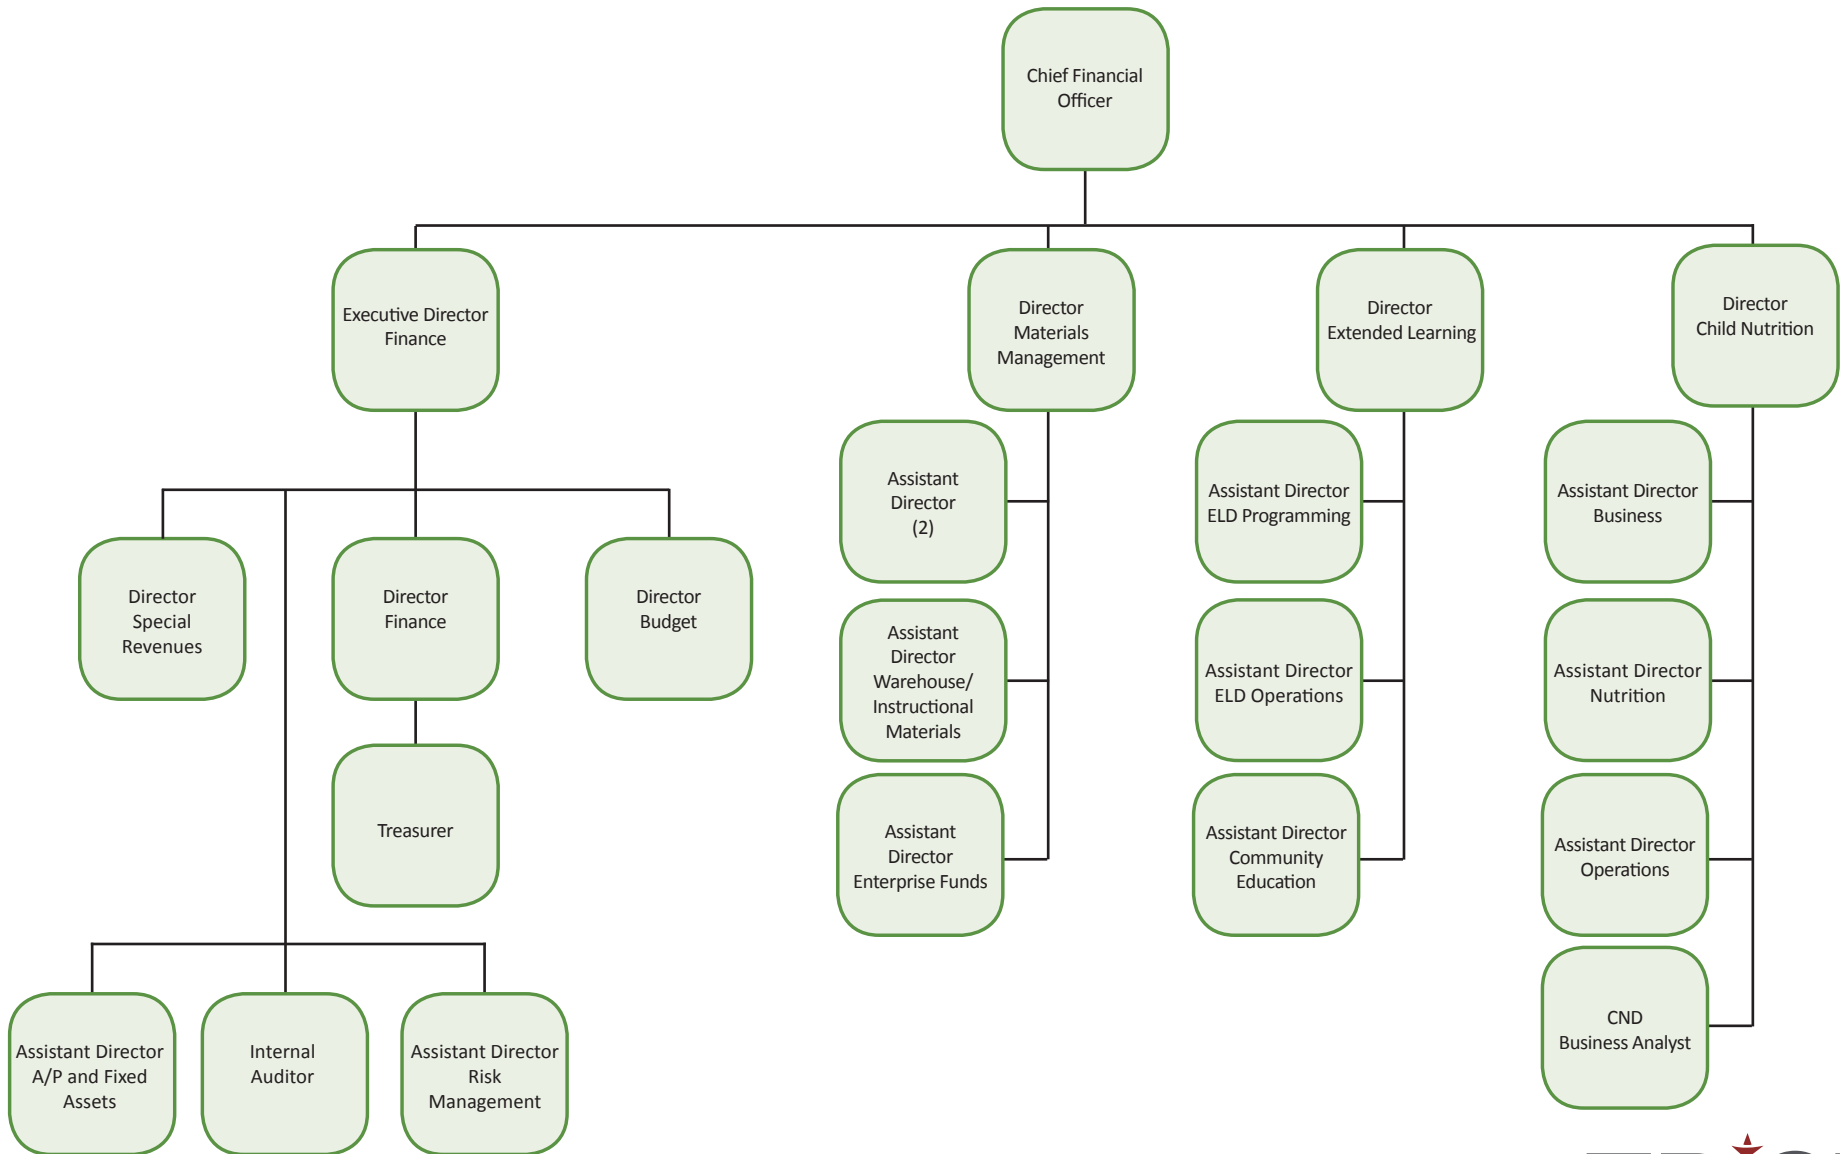 Chief Financial
Officer
Executive Director
Finance
Director
Materials
Management
Director
Extended Learning
Director
Child Nutrition
Assistant
Director
(2)
Assistant Director
ELD Programming
Assistant Director
Business
Director
Special
Revenues
Director
Finance
Director
Budget
Assistant
Director
Warehouse/
Instructional
Materials
Assistant Director
ELD Operations
Assistant Director
Nutrition
Treasurer
Assistant
Director
Enterprise Funds
Assistant Director
Community
Education
Assistant Director
Operations
Assistant Director
A/P and Fixed
Assets
Internal
Auditor
Assistant Director
Risk
Management
CND
Business Analyst